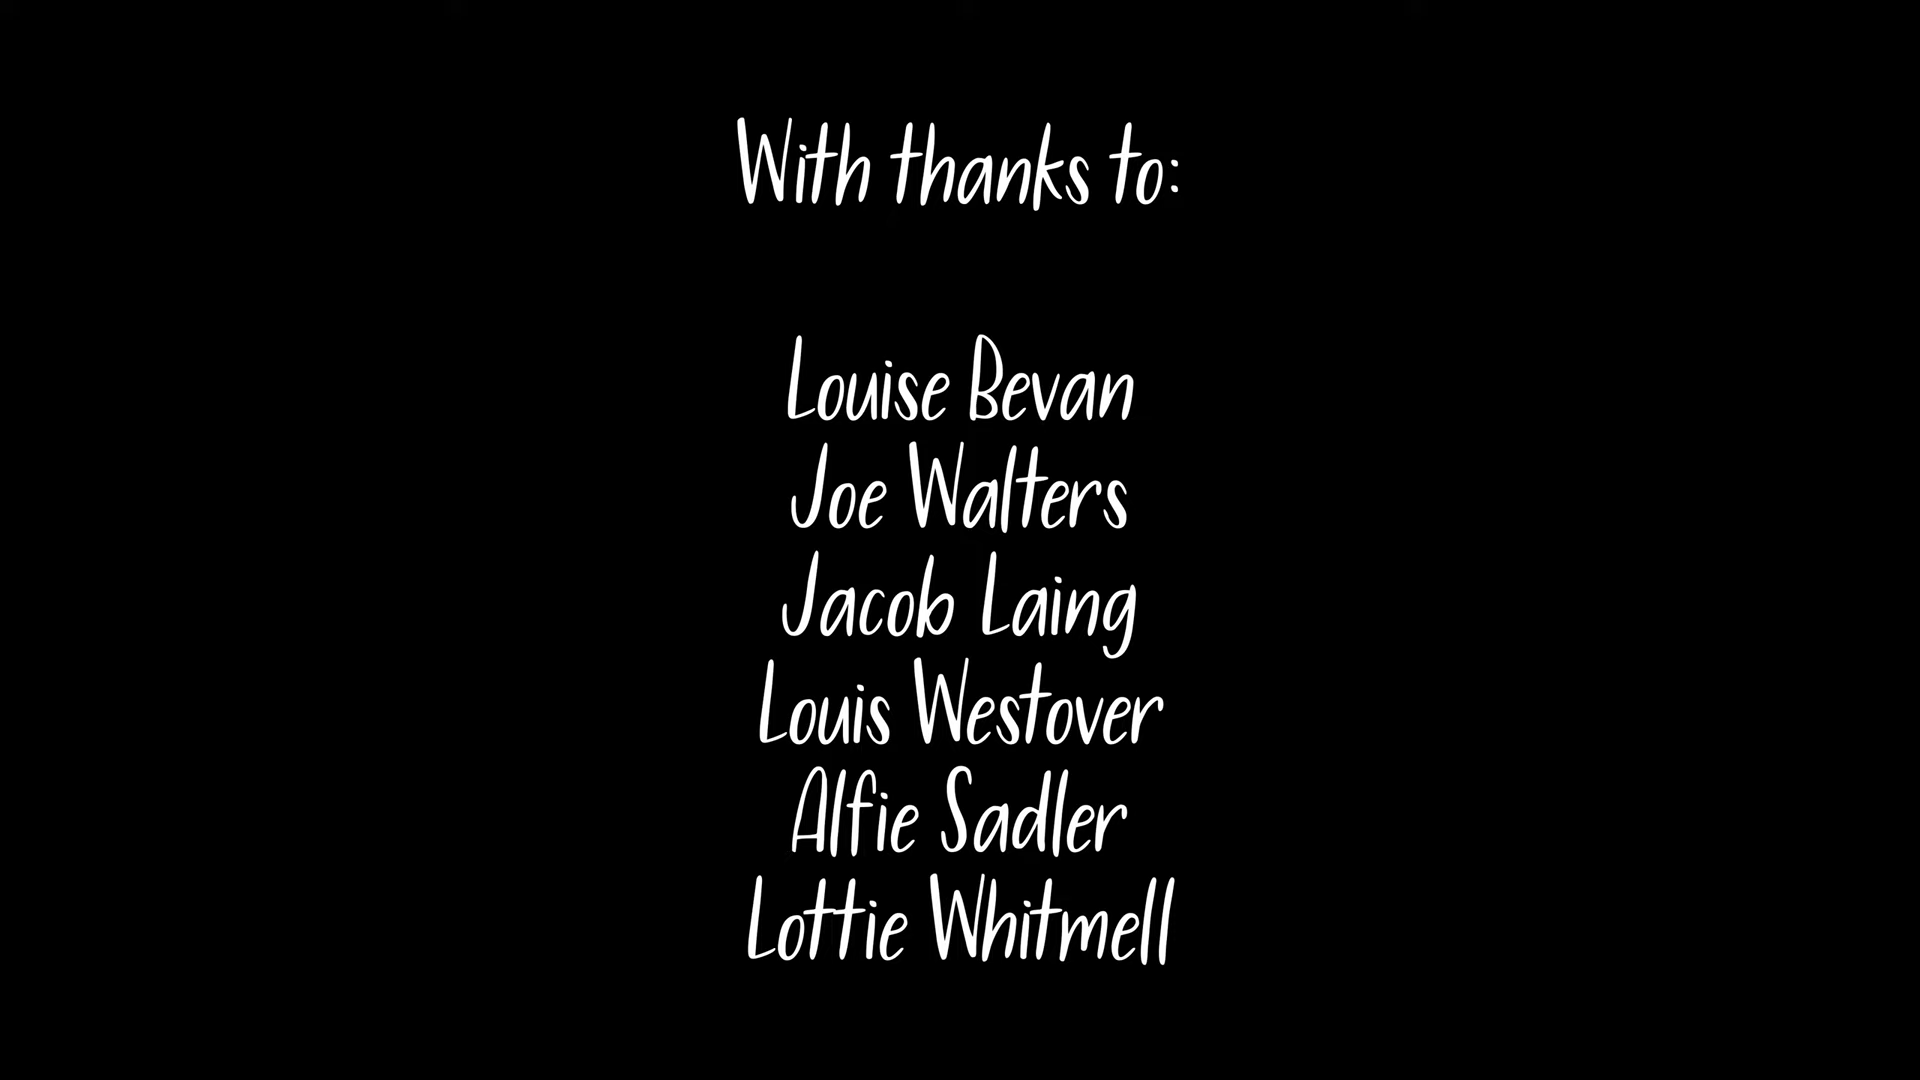 With thanks to:
Louise Bevan
Joe Walters
Jacob Laing
Louis Westover
Alfie Sadler
Lottie Whitmell